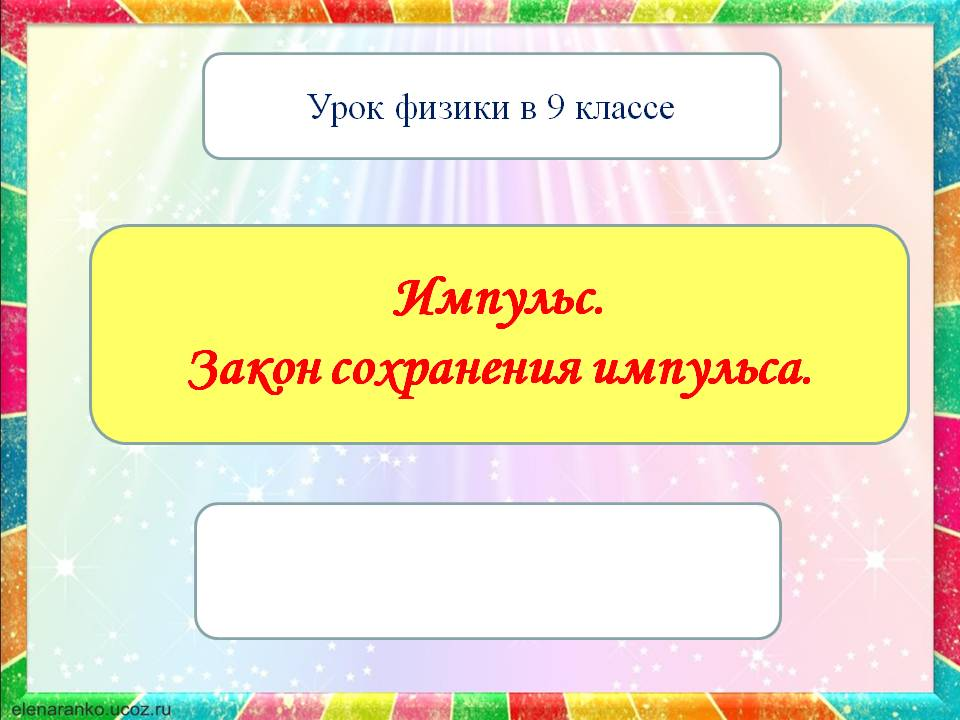 Урок физики в 9 классе
Импульс.
Закон сохранения импульса.
elenaranko.ucoz.ru